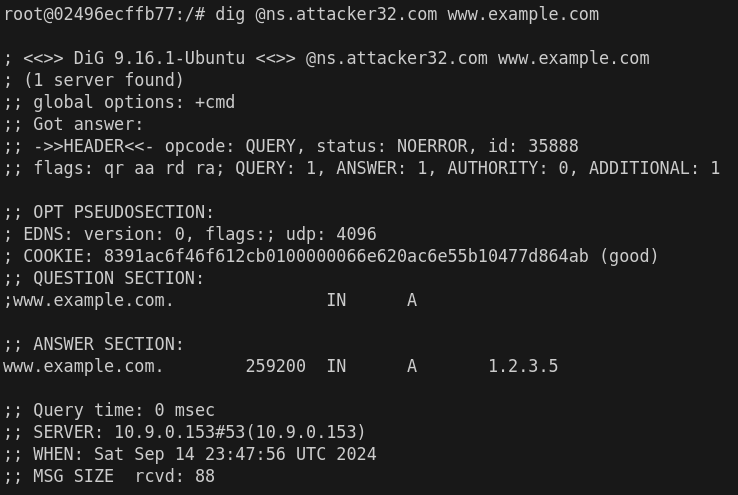 root@02496ecffb77:/# dig @ns.attacker32.com www.example.com
; <<>> DiG 9.16.1-Ubuntu <<>> @ns.attacker32.com www.example.com
; (1 server found)
;; global options: +cmd
;; Got answer:
;; ->>HEADER<<- opcode: QUERY, status: NOERROR, id: 35888
;; flags: qr aa rd ra; QUERY: 1, ANSWER: 1, AUTHORITY: 0, ADDITIONAL: 1
;; OPT PSEUDOSECTION:
; EDNS: version: 0, flags:; udp: 4096
; COOKIE: 8391ac6f46f612cb0100000066e620ac6e55b10477d864ab (good)
;; QUESTION SECTION:
;www.example.com. IN A
;; ANSWER SECTION:
www.example.com. 259200 IN A 1.2.3.5
;; Query time: 0 msec
;; SERVER: 10.9.0.153#53(10.9.0.153)
;; WHEN: Sat Sep 14 23:47:56 UTC 2024
;; MSG SIZE rcvd: 88